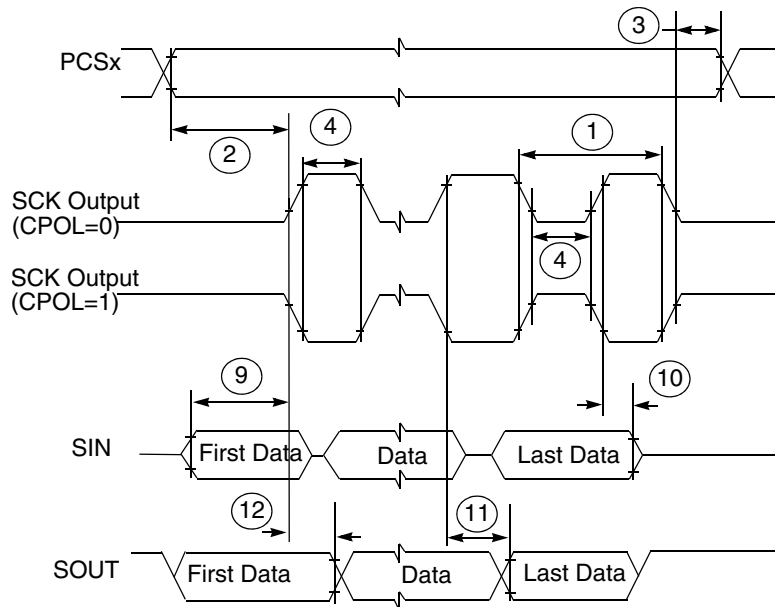 3
PCSx
2
4
1
SCK Output
(CPOL=0)
4
SCK Output
(CPOL=1)
9
10
SIN
First Data
Data
Last Data
12
11
SOUT
First Data
Data
Last Data